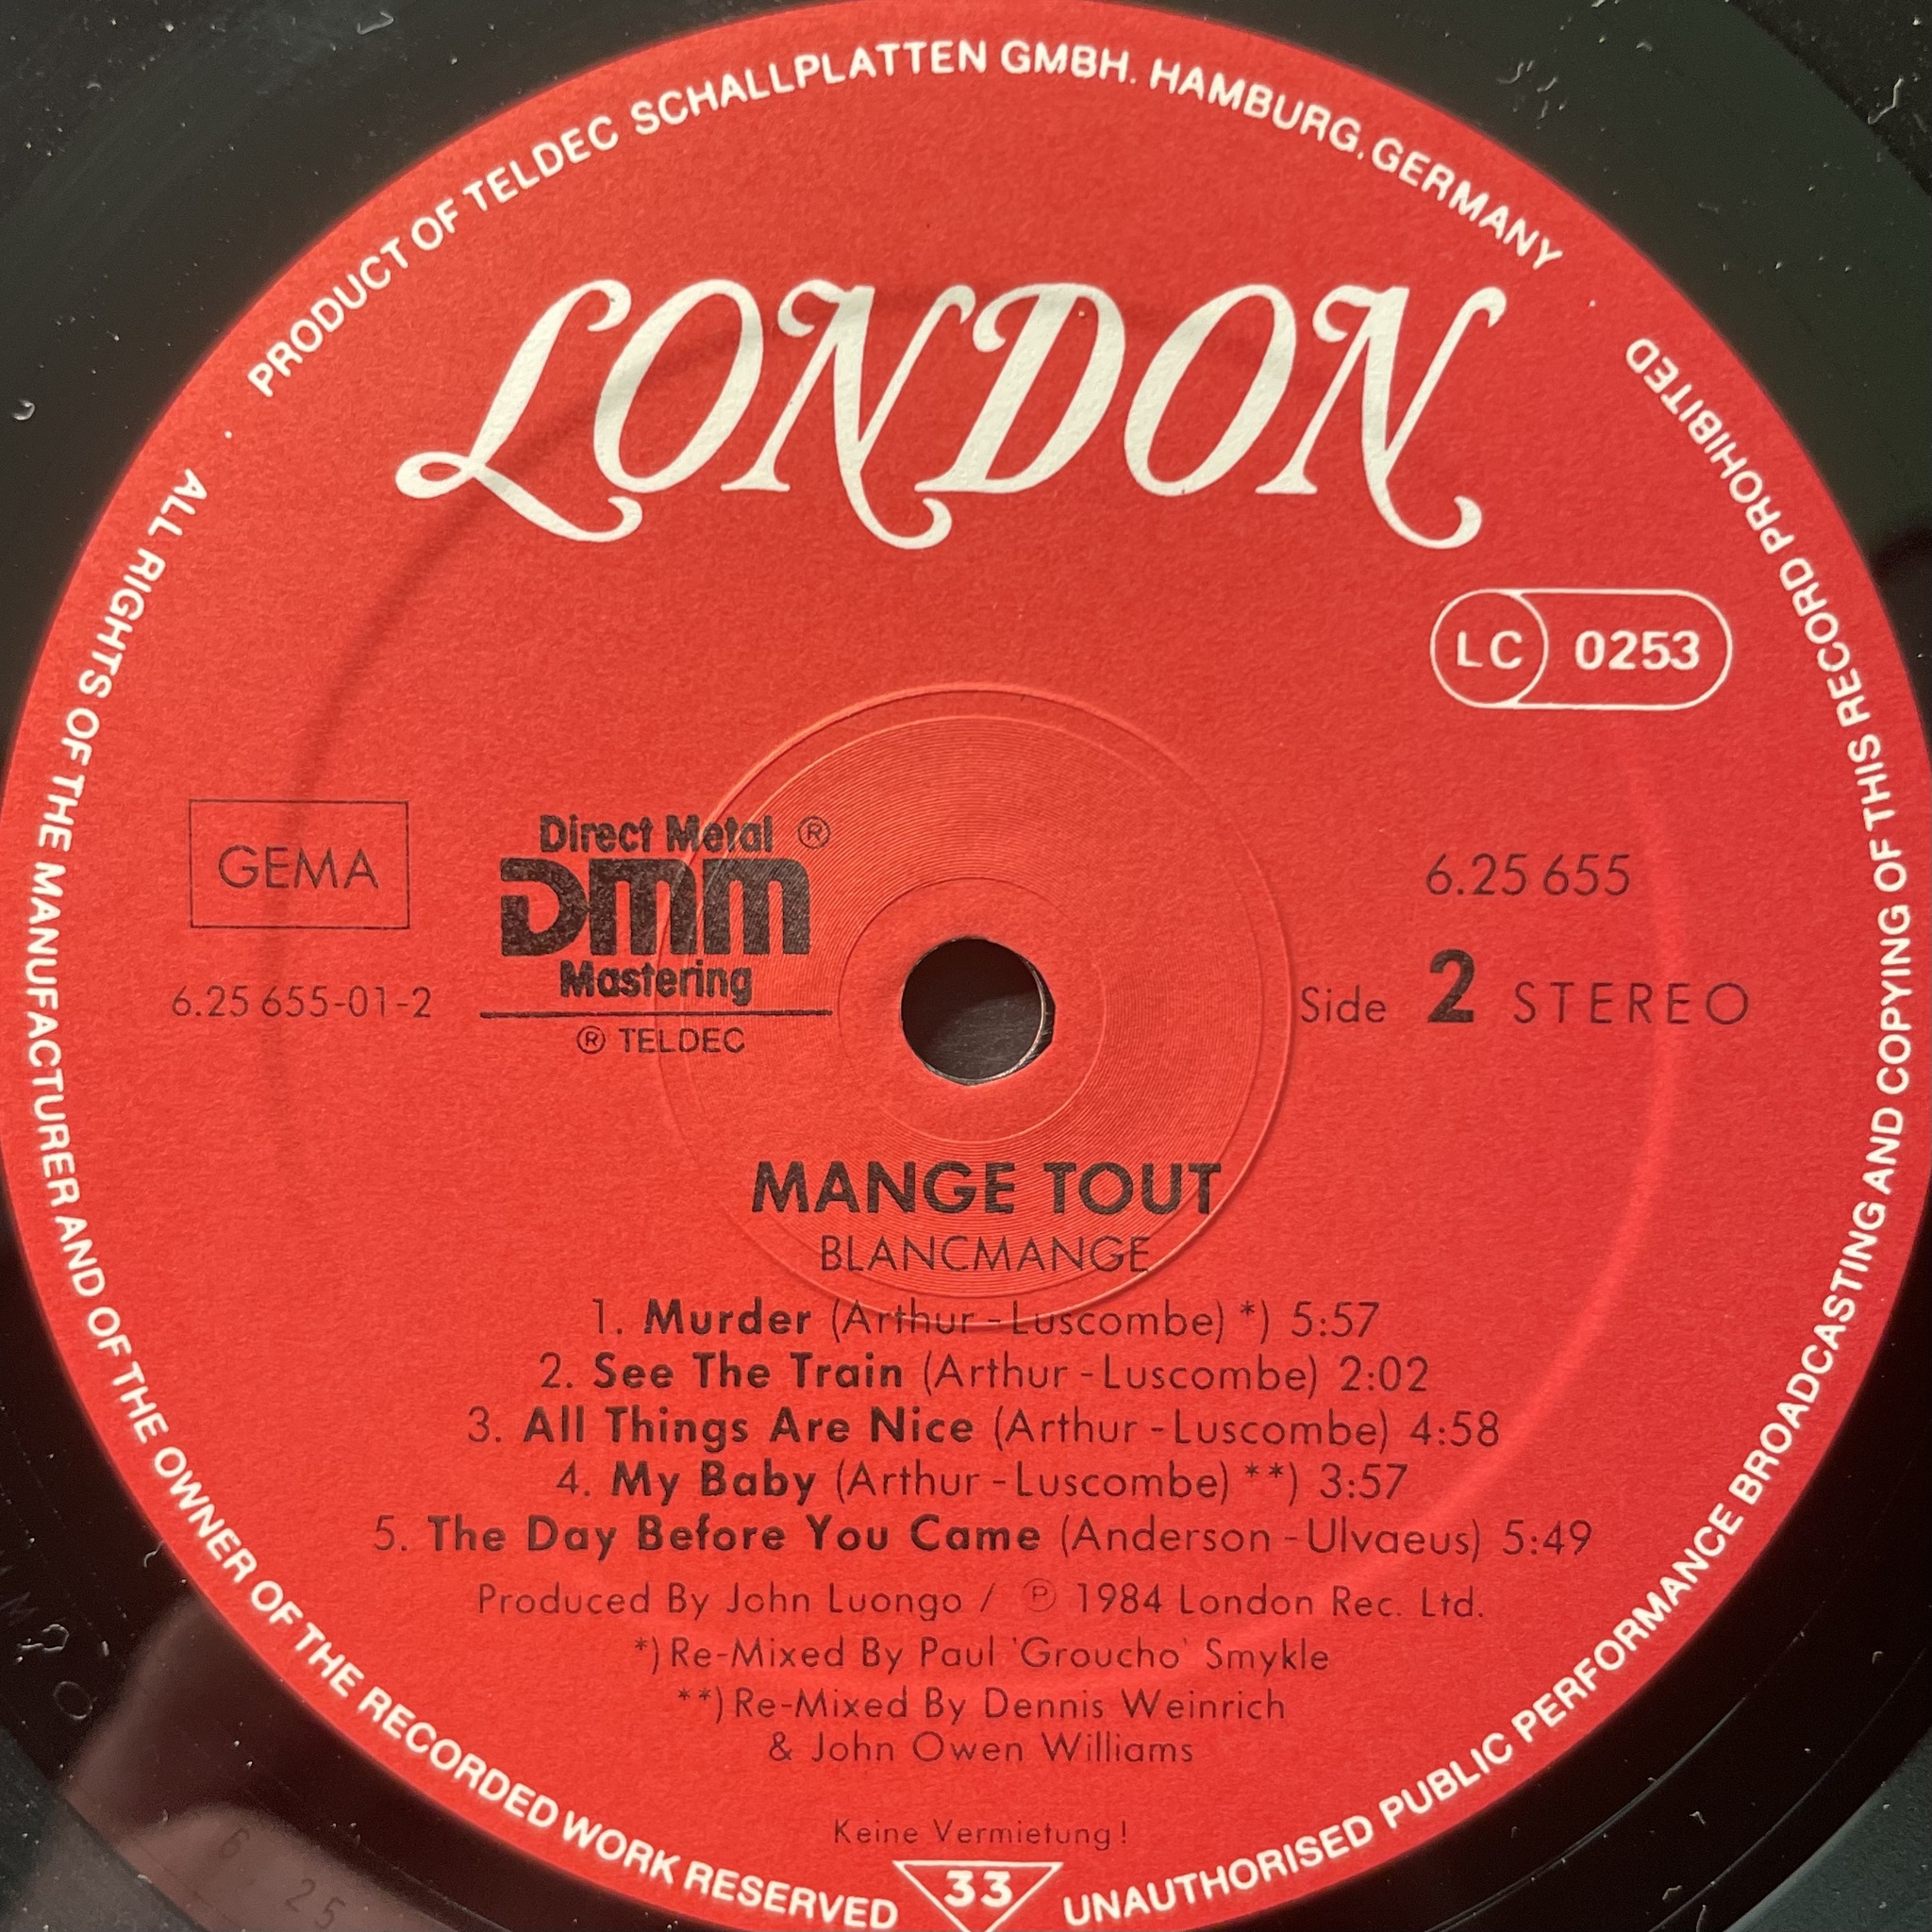 PRODUCT OF TELDEC SCHALLPLATTEN GMBH. HAMBURG. GERMANY
LONDON
LC 0253
GEMA
6.25 655-01-2
Direct Metal ®
DMM
Mastering
® TELDEC
6.25 655
Side 2 STEREO
MANGE TOUT
BLANCMANGE
1. Murder (Arthur - Luscombe) *) 5:57
2. See The Train (Arthur - Luscombe) 2:02
3. All Things Are Nice (Arthur - Luscombe) 4:58
4. My Baby (Arthur - Luscombe) **) 3:57
5. The Day Before You Came (Anderson - Ulvaeus) 5:49
Produced By John Luongo / ℗ 1984 London Rec. Ltd.
*) Re-Mixed By Paul 'Groucho' Smykle
**) Re-Mixed By Dennis Weinrich
& John Owen Williams
Keine Vermietung!
33
ALL RIGHTS OF THE MANUFACTURER AND OF THE OWNER OF THE RECORDED WORK RESERVED
UNAUTHORISED PUBLIC PERFORMANCE BROADCASTING AND COPYING OF THIS RECORD PROHIBITED
6.25